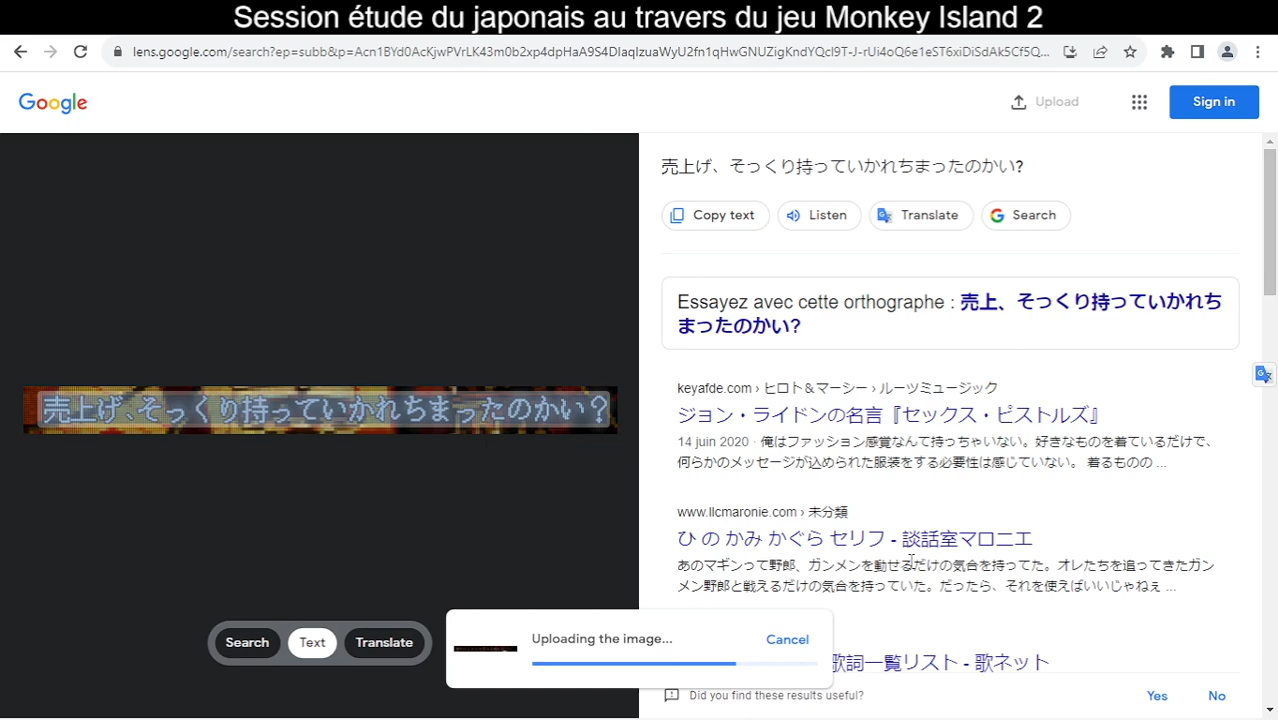 Session étude du japonais au travers du jeu Monkey Island 2
lens.google.com/search?ep=subb&p=Acn1BYd0AcKjwPVrLK43m0b2xp4dpHaA9S4DlaqIzuaWyU2fn1qHwGNUZigKndYQcl9T-J-rUi4oQ6e1eST6xiDiSdAk5Cf5Q...
Google
Upload
Sign in
売上げ、そっくり持っていかれちまったのかい?
売上げ、そっくり持っていかれちまったのかい?
Copy text
Listen
Translate
Search
Essayez avec cette orthographe : 売上、そっくり持っていかれち
まったのかい?
keyafde.com › ヒロト&マーシー › ルーツミュージック
ジョン・ライドンの名言『セックス・ピストルズ』
14 juin 2020 · 俺はファッション感覚なんて持っちゃいない。好きなものを着ているだけで、
何らかのメッセージが込められた服装をする必要性は感じていない。 着るものの ...
www.llcmaronie.com › 未分類
ひ の かみ かぐら セリフ - 談話室マロニエ
あのマギンって野郎、ガンメンを動せるだけの気合を持ってた。オレたちを追ってきたガン
メン野郎と戦えるだけの気合を持っていた。だったら、それを使えばいいじゃねぇ ...
Search
Text
Translate
Uploading the image...
Cancel
歌詞一覧リスト - 歌ネット
Did you find these results useful?
Yes
No